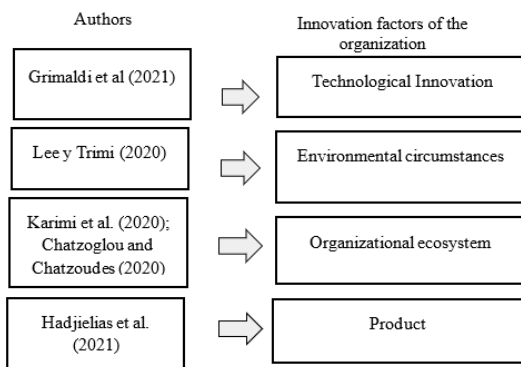 Authors
Innovation factors of the
organization
Grimaldi et al (2021)
Technological Innovation
Lee y Trimi (2020)
Environmental circumstances
Karimi et al. (2020);
Chatzoglou and
Chatzoudes (2020)
Organizational ecosystem
Hadjielias et al.
(2021)
Product